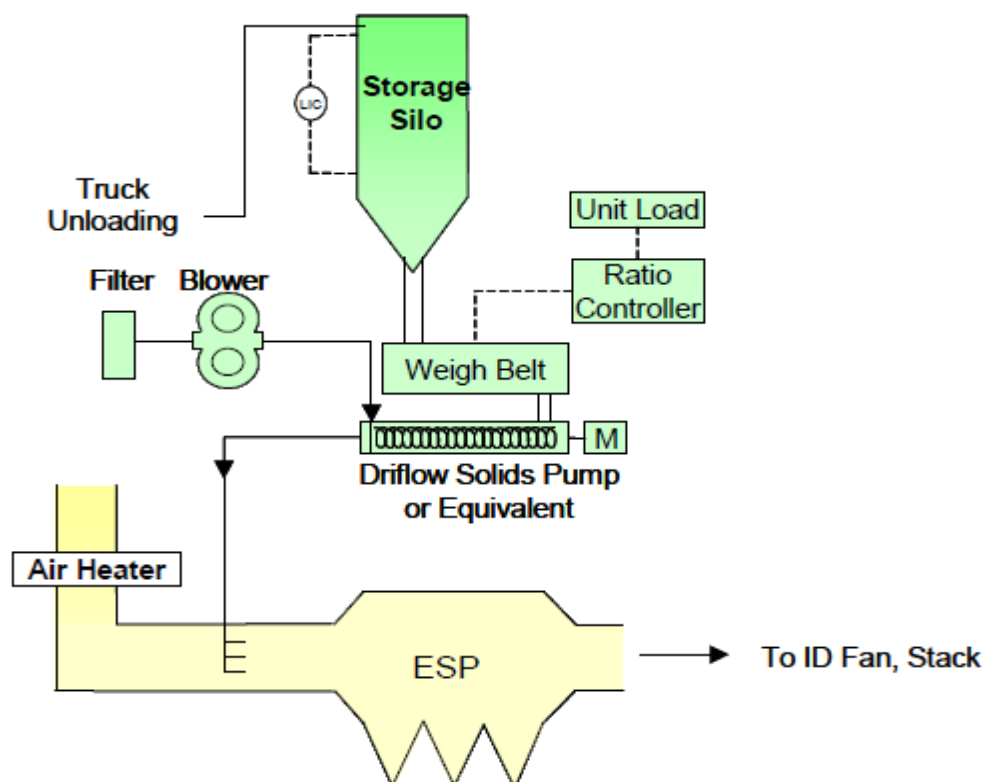 Storage
Silo
LIC
Truck
Unloading
Unit Load
Ratio
Controller
Filter
Blower
Weigh Belt
M
Driflow Solids Pump
or Equivalent
Air Heater
ESP
To ID Fan, Stack